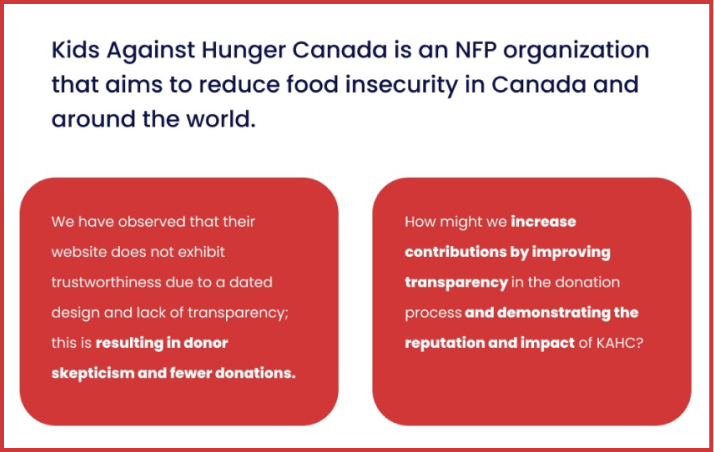 Kids Against Hunger Canada is an NFP organization
that aims to reduce food insecurity in Canada and
around the world.
We have observed that their
website does not exhibit
trustworthiness due to a dated
design and lack of transparency;
this is resulting in donor
skepticism and fewer donations.
How might we increase
contributions by improving
transparency in the donation
process and demonstrating the
reputation and impact of KAHC?